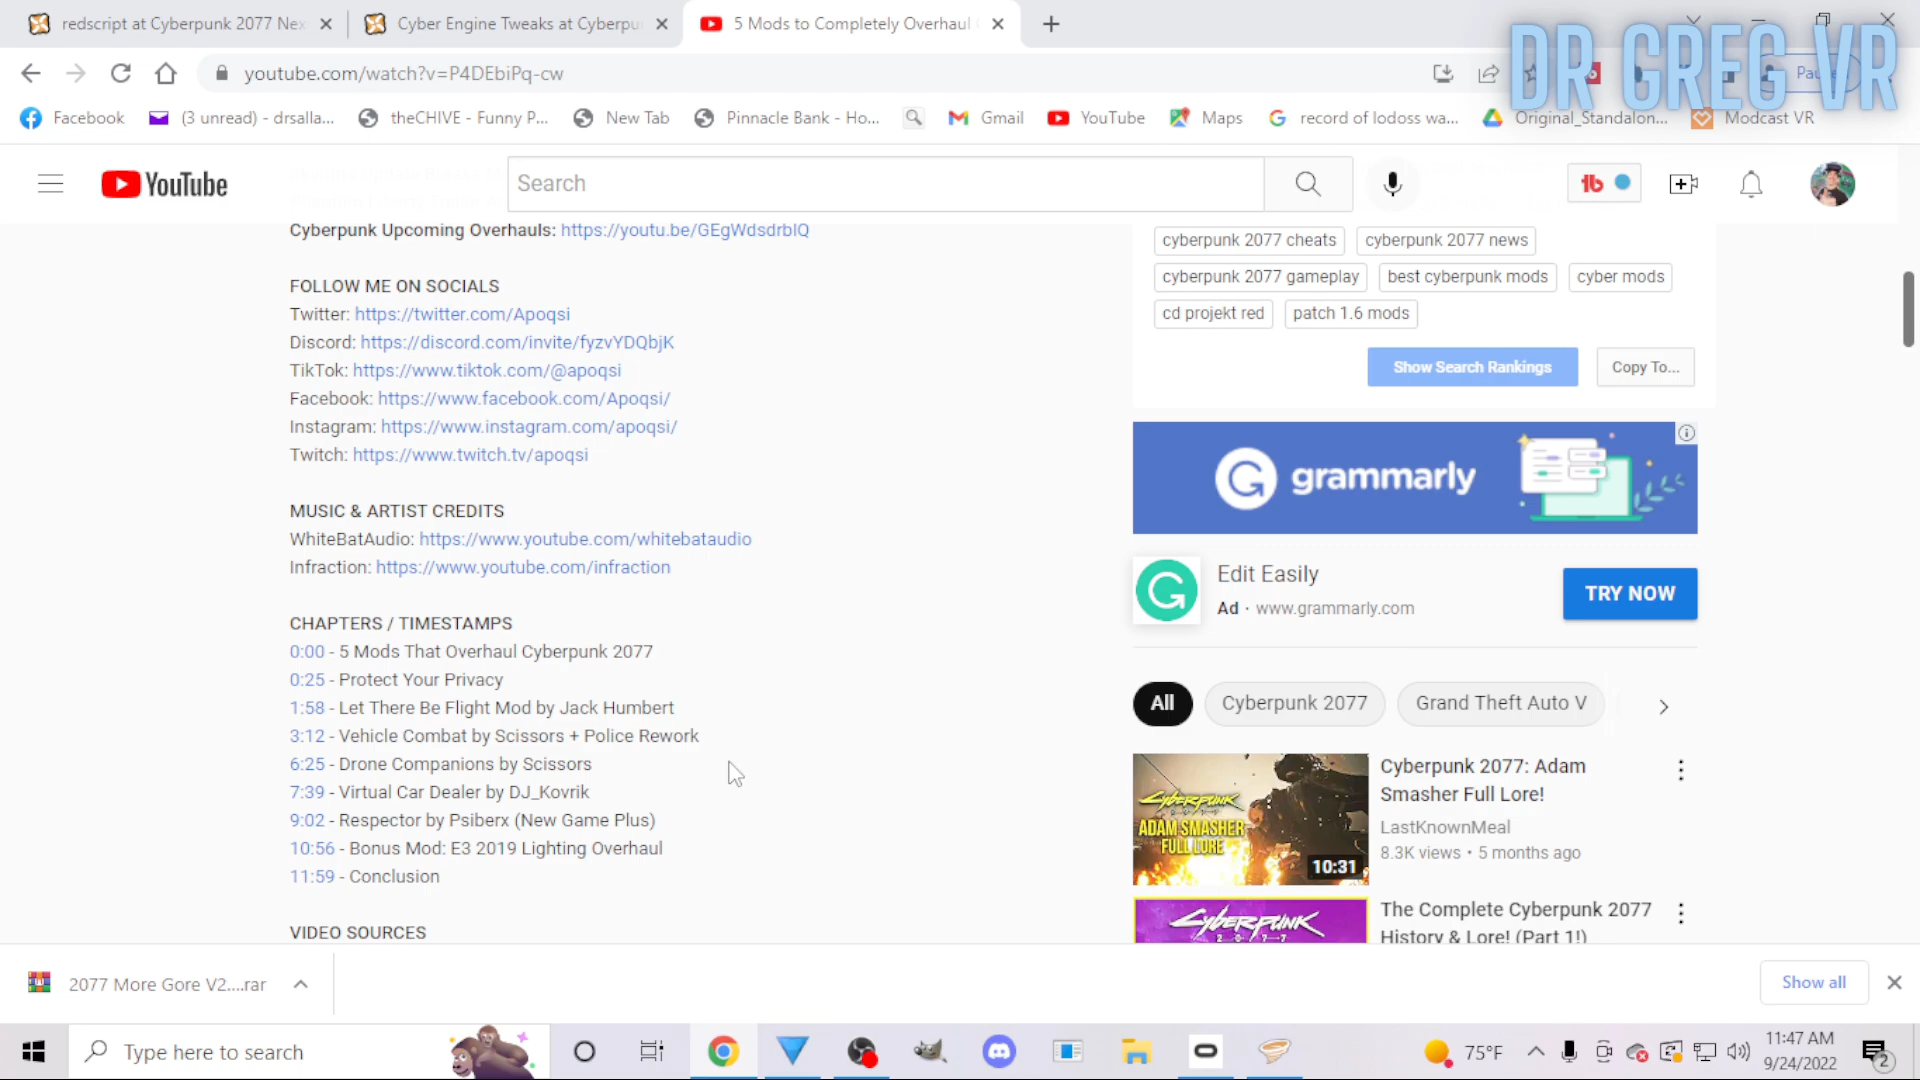 redscript at Cyberpunk 2077 Nex
Cyber Engine Tweaks at Cyberpu
5 Mods to Completely Overhaul
DR GREG VR
youtube.com/watch?v=P4DEbiPq-cw
Facebook
(3 unread) - drsalla...
theCHIVE - Funny P...
New Tab
Pinnacle Bank - Ho...
Gmail
YouTube
Maps
record of lodoss wa...
Original_Standalon...
Modcast VR
YouTube
Search
Cyberpunk Upcoming Overhauls: https://youtu.be/GEgWdsdrbIQ
FOLLOW ME ON SOCIALS
Twitter: https://twitter.com/Apoqsi
Discord: https://discord.com/invite/fyzvYDQbjK
TikTok: https://www.tiktok.com/@apoqsi
Facebook: https://www.facebook.com/Apoqsi/
Instagram: https://www.instagram.com/apoqsi/
Twitch: https://www.twitch.tv/apoqsi
MUSIC & ARTIST CREDITS
WhiteBatAudio: https://www.youtube.com/whitebataudio
Infraction: https://www.youtube.com/infraction
CHAPTERS / TIMESTAMPS
0:00 - 5 Mods That Overhaul Cyberpunk 2077
0:25 - Protect Your Privacy
1:58 - Let There Be Flight Mod by Jack Humbert
3:12 - Vehicle Combat by Scissors + Police Rework
6:25 - Drone Companions by Scissors
7:39 - Virtual Car Dealer by DJ_Kovrik
9:02 - Respector by Psiberx (New Game Plus)
10:56 - Bonus Mod: E3 2019 Lighting Overhaul
11:59 - Conclusion
VIDEO SOURCES
cyberpunk 2077 cheats
cyberpunk 2077 news
cyberpunk 2077 gameplay
best cyberpunk mods
cyber mods
cd projekt red
patch 1.6 mods
Show Search Rankings
Copy To...
grammarly
Edit Easily
Ad · www.grammarly.com
TRY NOW
All
Cyberpunk 2077
Grand Theft Auto V
CYBERPUNK
ADAM SMASHER
FULL LORE
10:31
Cyberpunk 2077: Adam
Smasher Full Lore!
LastKnownMeal
8.3K views • 5 months ago
CYBERPUNK
2077
The Complete Cyberpunk 2077
History & Lore! (Part 1!)
2077 More Gore V2....rar
Show all
Type here to search
75°F
11:47 AM
9/24/2022
2